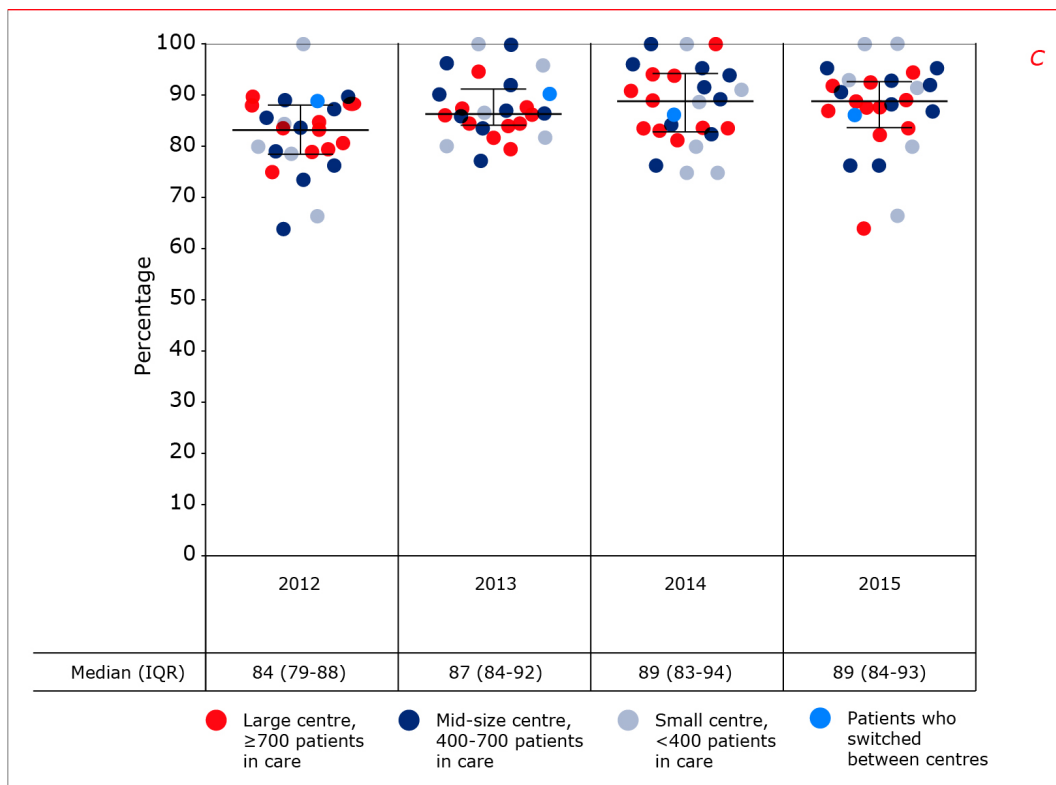 C
Percentage
100
90
80
70
60
50
40
30
20
10
0
2012 2013 2014 2015
Median (IQR) 84 (79-88) 87 (84-92) 89 (83-94) 89 (84-93)
Large centre,
≥700 patients
in care
Mid-size centre,
400-700 patients
in care
Small centre,
<400 patients
in care
Patients who
switched
between centres